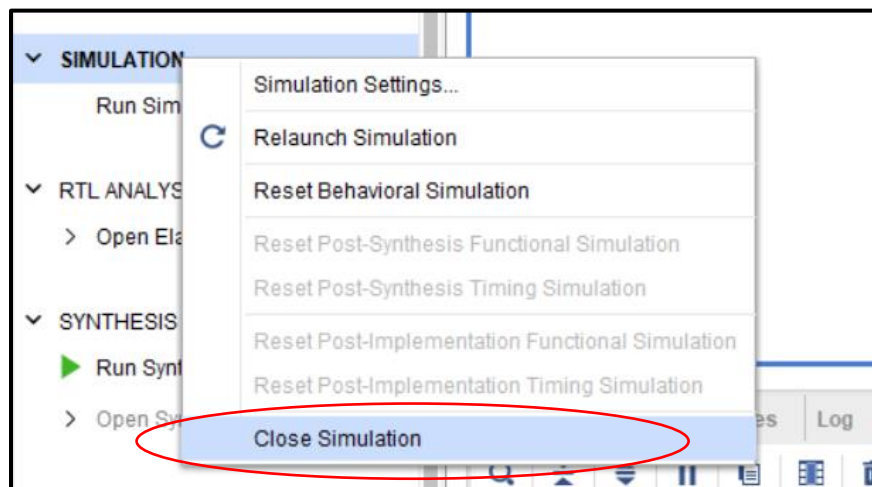 SIMULATION
Run Sim
Simulation Settings...
Relaunch Simulation
RTL ANALYS
Reset Behavioral Simulation
Open Ela
Reset Post-Synthesis Functional Simulation
Reset Post-Synthesis Timing Simulation
SYNTHESIS
Reset Post-Implementation Functional Simulation
Run Synt
Reset Post-Implementation Timing Simulation
Open Sy
Close Simulation
es
Log